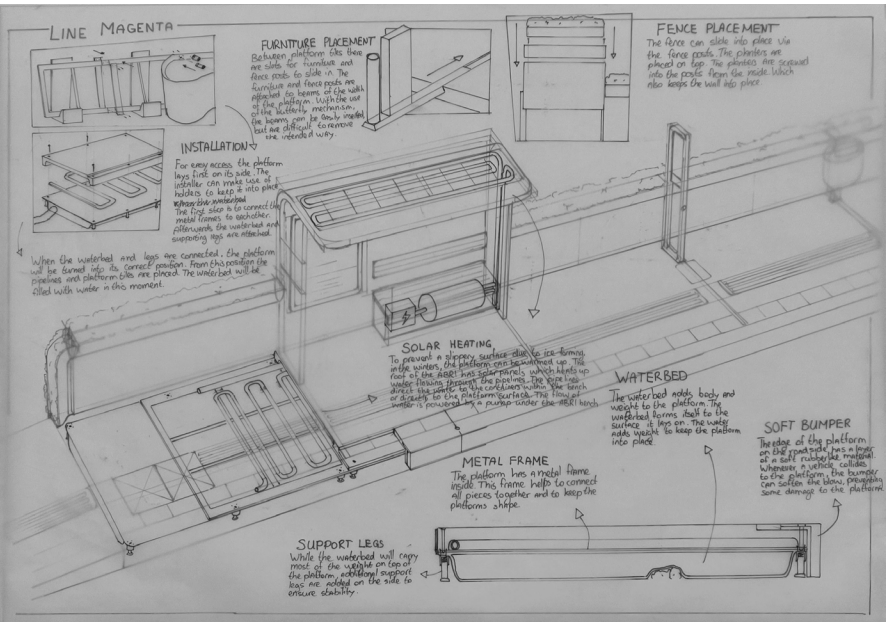 LINE MAGENTA
FURNITURE PLACEMENT
Between platform tiles there
are slots for furniture and
fence posts to slide in. The
furniture and fence posts are
attached to beams of the width
of the platform. With the use
of the butterfly mechanism,
the beams can be easily inserted
but are difficult to remove
the intended way.
FENCE PLACEMENT
The fence can slide into place via
the fence posts. The planters are
placed on top. The planters are screwed
into the posts from the inside. Which
also keeps the wall into place.
INSTALLATION
For easy access the platform
lays first on its side. The
installer can make use of
holders to keep it into place
the waterbed
The first step is to connect the
metal frames to eachother.
Afterwards the waterbed and
supporting legs are attached.
When the waterbed and legs are connected, the platform
will be turned into its correct position. From this position the
pipelines and platform tiles are placed. The waterbed will be
filled with water in this moment.
SOLAR HEATING
To prevent a slippery surface due to ice-forming
in the winters, the platform can be warmed up. The
roof of the ABRI has solar panels, which heats up
water flowing through the pipelines. The pipelines
direct the water to the containers within the bench
or directly to the platform surface. The flow of
water is powered by a pump under the ABRI bench.
WATERBED
The waterbed adds body and
weight to the platform. The
waterbed forms itself to the
surface it lays on. The water
adds weight to keep the platform
into place.
SOFT BUMPER
The edge of the platform
on the roadside, has a layer
of a soft rubberlike material.
Whenever a vehicle collides
to the platform, the bumper
can soften the blow, preventing
some damage to the platform.
METAL FRAME
The platform has a metal frame
inside. This frame helps to connect
all pieces together and to keep the
platforms shape.
SUPPORT LEGS
While the waterbed will carry
most of the weight on top of
the platform, additional support
legs are added on the side to
ensure stability.